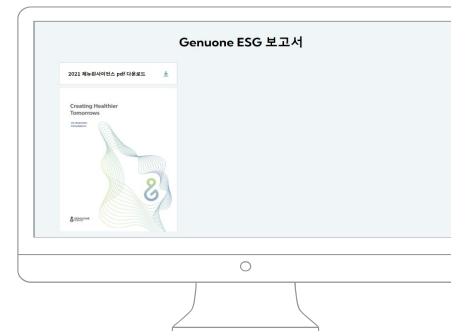 Genuone ESG 보고서
2021 제뉴원사이언스 pdf 다운로드
Creating Healthier
Tomorrows
GENUONE